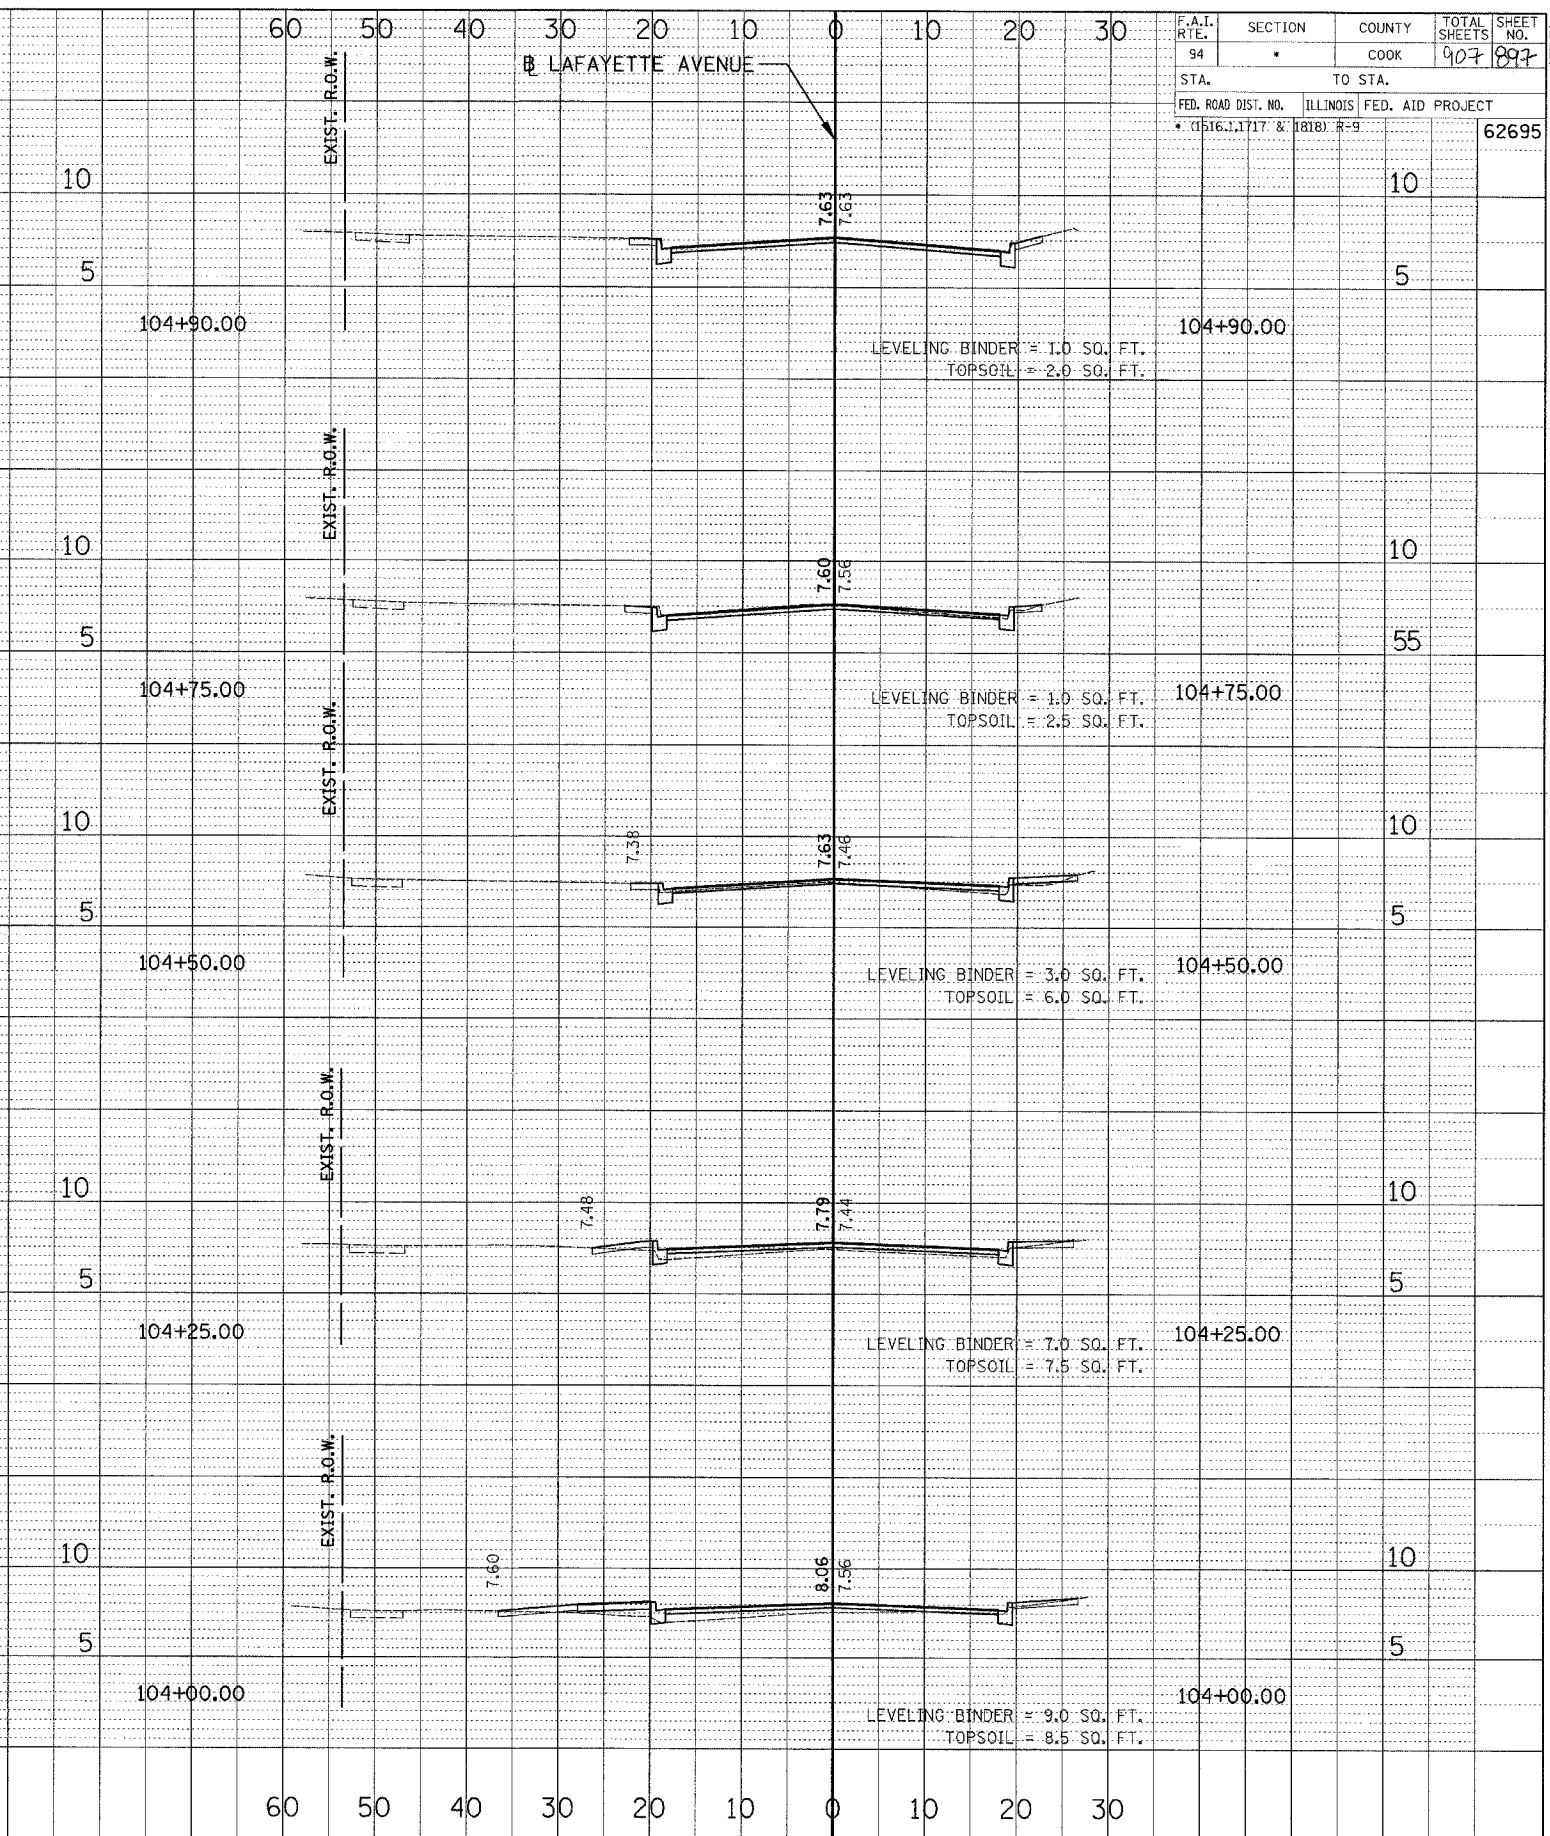 60 50 40 30 20 10 0 10 20 30
F.A.I. RTE. SECTION COUNTY TOTAL SHEETS SHEET NO.
94 * COOK 907 897
STA. TO STA.
FED. ROAD DIST. NO. ILLINOIS FED. AID PROJECT
* (1516.1,1717 & 1818) R-9
62695
℄ LAFAYETTE AVENUE
EXIST. R.O.W.
10 7.63 7.63 10
5 5
104+90.00 104+90.00
LEVELING BINDER = 1.0 SQ. FT.
TOPSOIL = 2.0 SQ. FT.
EXIST. R.O.W.
10 7.60 7.56 10
5 55
104+75.00 104+75.00
LEVELING BINDER = 1.0 SQ. FT.
TOPSOIL = 2.5 SQ. FT.
EXIST. R.O.W.
10 7.38 7.63 7.46 10
5 5
104+50.00 104+50.00
LEVELING BINDER = 3.0 SQ. FT.
TOPSOIL = 6.0 SQ. FT.
EXIST. R.O.W.
10 7.48 7.79 7.44 10
5 5
104+25.00 104+25.00
LEVELING BINDER = 7.0 SQ. FT.
TOPSOIL = 7.5 SQ. FT.
EXIST. R.O.W.
10 7.60 8.06 7.56 10
5 5
104+00.00 104+00.00
LEVELING BINDER = 9.0 SQ. FT.
TOPSOIL = 8.5 SQ. FT.
60 50 40 30 20 10 0 10 20 30